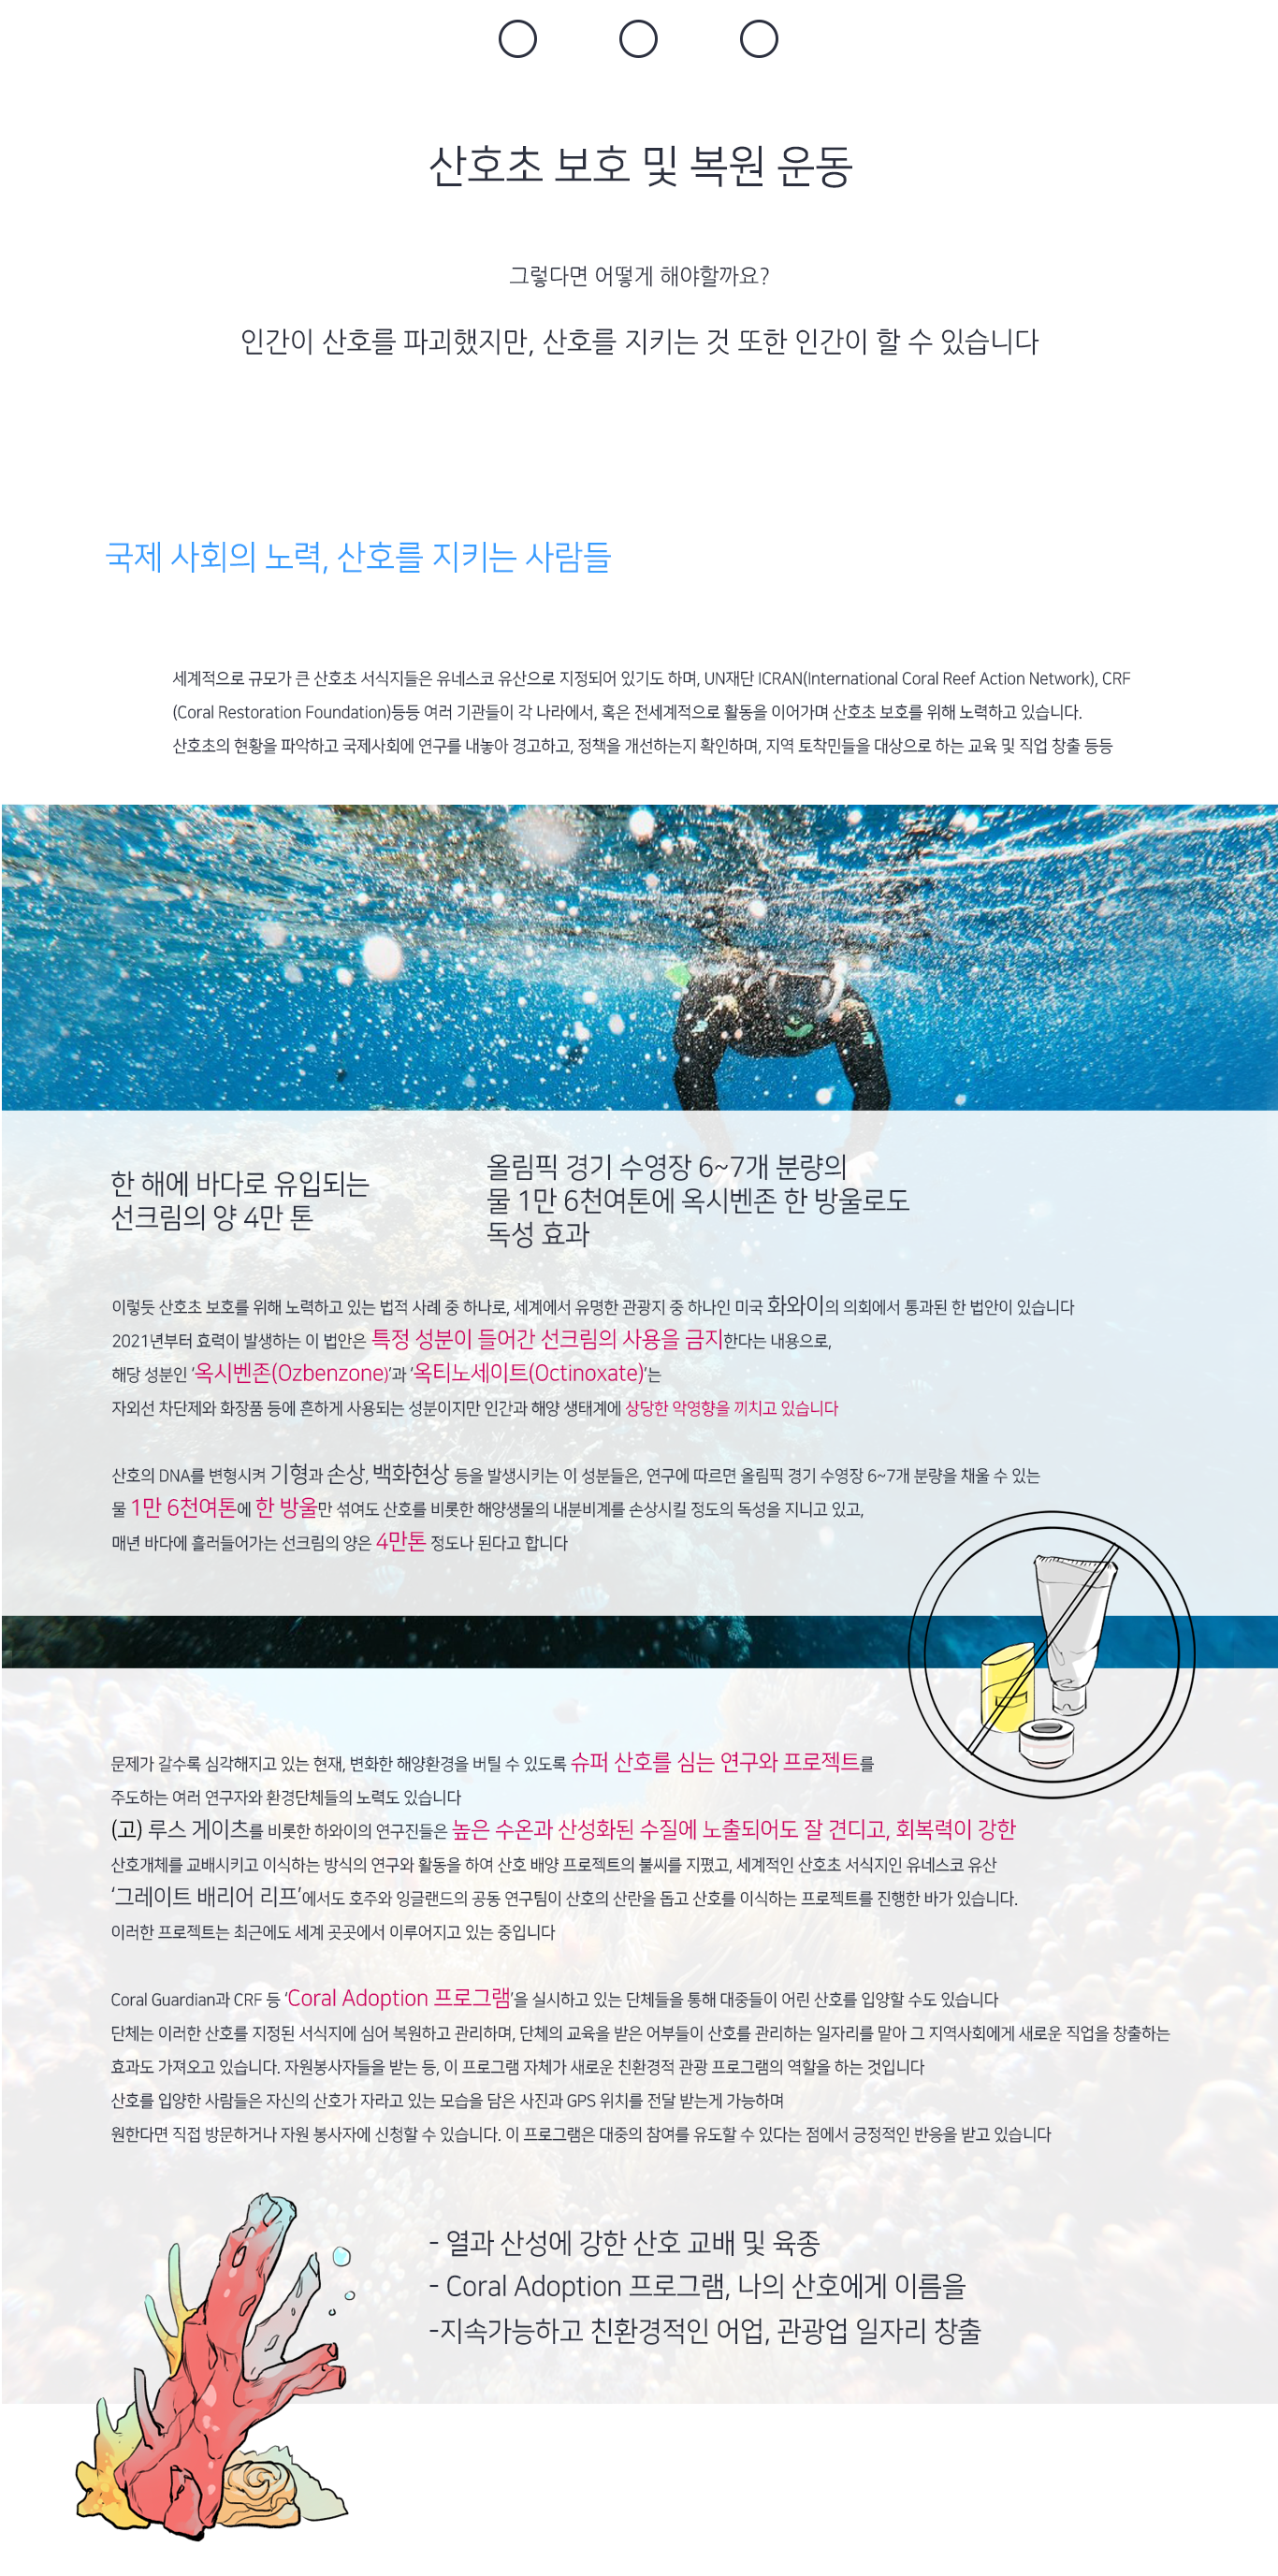 산호초 보호 및 복원 운동
그렇다면 어떻게 해야할까요?
인간이 산호를 파괴했지만, 산호를 지키는 것 또한 인간이 할 수 있습니다
국제 사회의 노력, 산호를 지키는 사람들
세계적으로 규모가 큰 산호초 서식지들은 유네스코 유산으로 지정되어 있기도 하며, UN재단 ICRAN(International Coral Reef Action Network), CRF
(Coral Restoration Foundation)등등 여러 기관들이 각 나라에서, 혹은 전세계적으로 활동을 이어가며 산호초 보호를 위해 노력하고 있습니다.
산호초의 현황을 파악하고 국제사회에 연구를 내놓아 경고하고, 정책을 개선하는지 확인하며, 지역 토착민들을 대상으로 하는 교육 및 직업 창출 등등
한 해에 바다로 유입되는
선크림의 양 4만 톤
올림픽 경기 수영장 6~7개 분량의
물 1만 6천여톤에 옥시벤존 한 방울로도
독성 효과
이렇듯 산호초 보호를 위해 노력하고 있는 법적 사례 중 하나로, 세계에서 유명한 관광지 중 하나인 미국 화와이의 의회에서 통과된 한 법안이 있습니다
2021년부터 효력이 발생하는 이 법안은 특정 성분이 들어간 선크림의 사용을 금지한다는 내용으로,
해당 성분인 ‘옥시벤존(Ozbenzone)’과 ‘옥티노세이트(Octinoxate)’는
자외선 차단제와 화장품 등에 흔하게 사용되는 성분이지만 인간과 해양 생태계에 상당한 악영향을 끼치고 있습니다
산호의 DNA를 변형시켜 기형과 손상, 백화현상 등을 발생시키는 이 성분들은, 연구에 따르면 올림픽 경기 수영장 6~7개 분량을 채울 수 있는
물 1만 6천여톤에 한 방울만 섞여도 산호를 비롯한 해양생물의 내분비계를 손상시킬 정도의 독성을 지니고 있고,
매년 바다에 흘러들어가는 선크림의 양은 4만톤 정도나 된다고 합니다
문제가 갈수록 심각해지고 있는 현재, 변화한 해양환경을 버틸 수 있도록 슈퍼 산호를 심는 연구와 프로젝트를
주도하는 여러 연구자와 환경단체들의 노력도 있습니다
(고) 루스 게이츠를 비롯한 하와이의 연구진들은 높은 수온과 산성화된 수질에 노출되어도 잘 견디고, 회복력이 강한
산호개체를 교배시키고 이식하는 방식의 연구와 활동을 하여 산호 배양 프로젝트의 불씨를 지폈고, 세계적인 산호초 서식지인 유네스코 유산
‘그레이트 배리어 리프’에서도 호주와 잉글랜드의 공동 연구팀이 산호의 산란을 돕고 산호를 이식하는 프로젝트를 진행한 바가 있습니다.
이러한 프로젝트는 최근에도 세계 곳곳에서 이루어지고 있는 중입니다
Coral Guardian과 CRF 등 ‘Coral Adoption 프로그램’을 실시하고 있는 단체들을 통해 대중들이 어린 산호를 입양할 수도 있습니다
단체는 이러한 산호를 지정된 서식지에 심어 복원하고 관리하며, 단체의 교육을 받은 어부들이 산호를 관리하는 일자리를 맡아 그 지역사회에게 새로운 직업을 창출하는
효과도 가져오고 있습니다. 자원봉사자들을 받는 등, 이 프로그램 자체가 새로운 친환경적 관광 프로그램의 역할을 하는 것입니다
산호를 입양한 사람들은 자신의 산호가 자라고 있는 모습을 담은 사진과 GPS 위치를 전달 받는게 가능하며
원한다면 직접 방문하거나 자원 봉사자에 신청할 수 있습니다. 이 프로그램은 대중의 참여를 유도할 수 있다는 점에서 긍정적인 반응을 받고 있습니다
- 열과 산성에 강한 산호 교배 및 육종
- Coral Adoption 프로그램, 나의 산호에게 이름을
-지속가능하고 친환경적인 어업, 관광업 일자리 창출